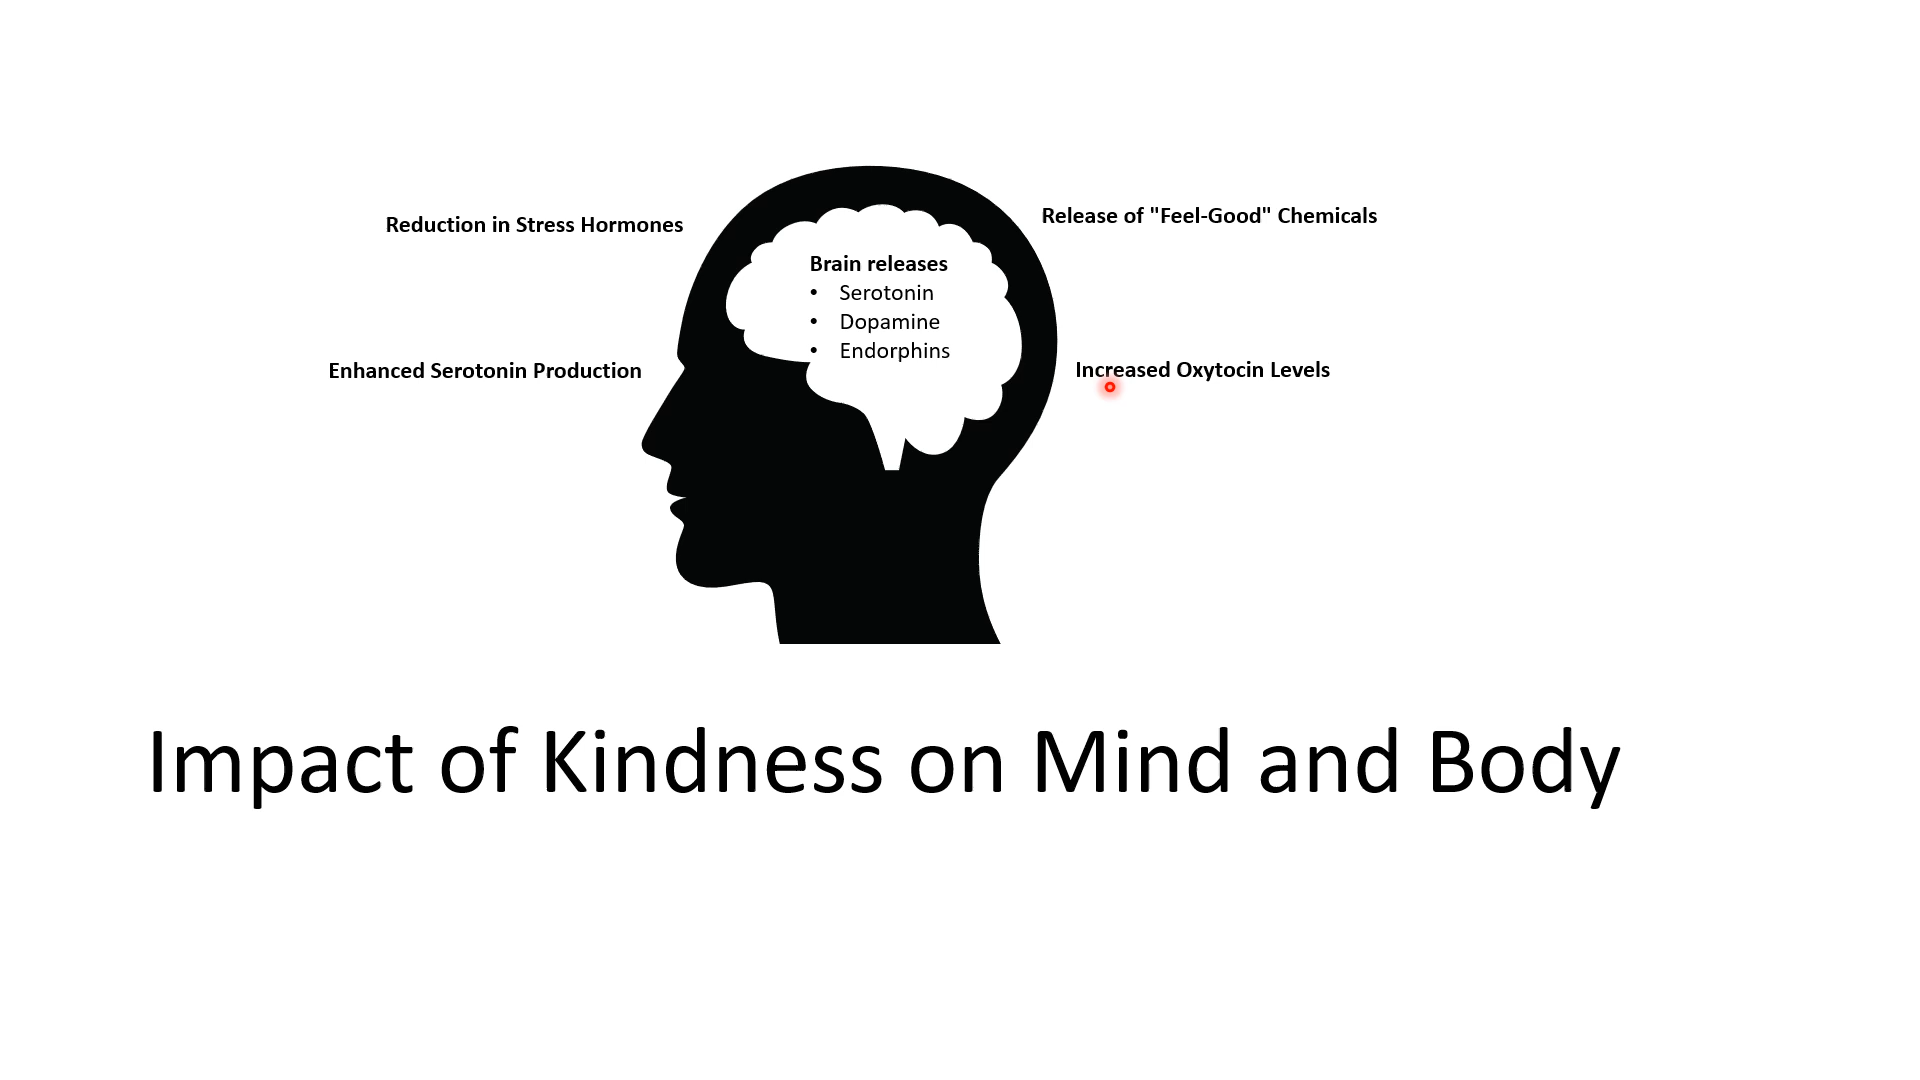 Reduction in Stress Hormones
Release of "Feel-Good" Chemicals
Brain releases
• Serotonin
• Dopamine
• Endorphins
Enhanced Serotonin Production
Increased Oxytocin Levels
Impact of Kindness on Mind and Body